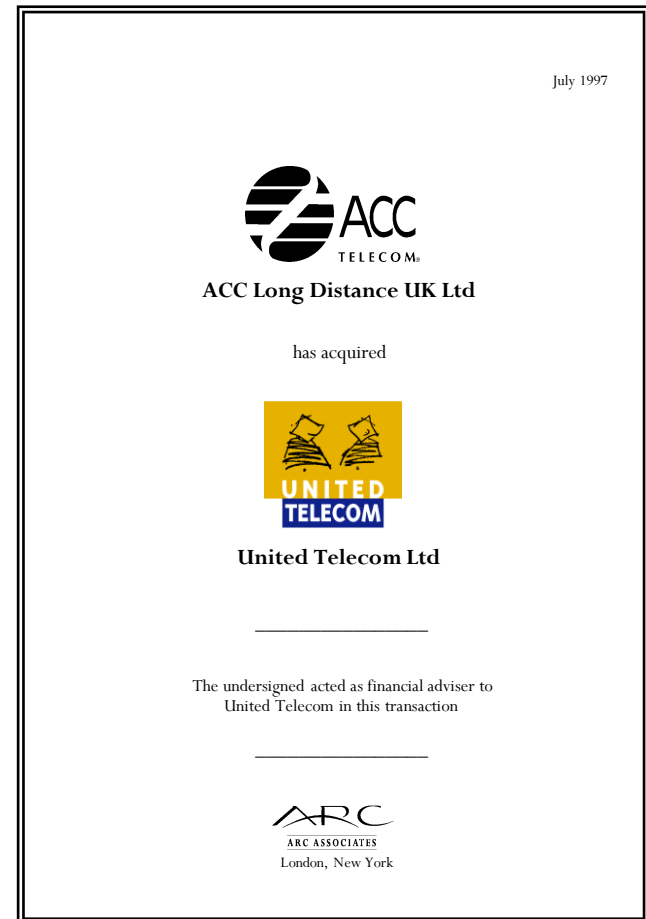 July 1997
ACC
TELECOM®
ACC Long Distance UK Ltd
has acquired
UNITED
TELECOM
United Telecom Ltd
The undersigned acted as financial adviser to
United Telecom in this transaction
ARC
ARC ASSOCIATES
London, New York